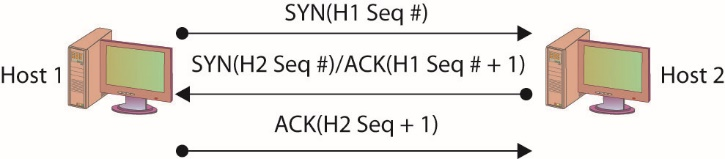 SYN(H1 Seq #)
Host 1
SYN(H2 Seq #)/ACK(H1 Seq # + 1)
Host 2
ACK(H2 Seq + 1)